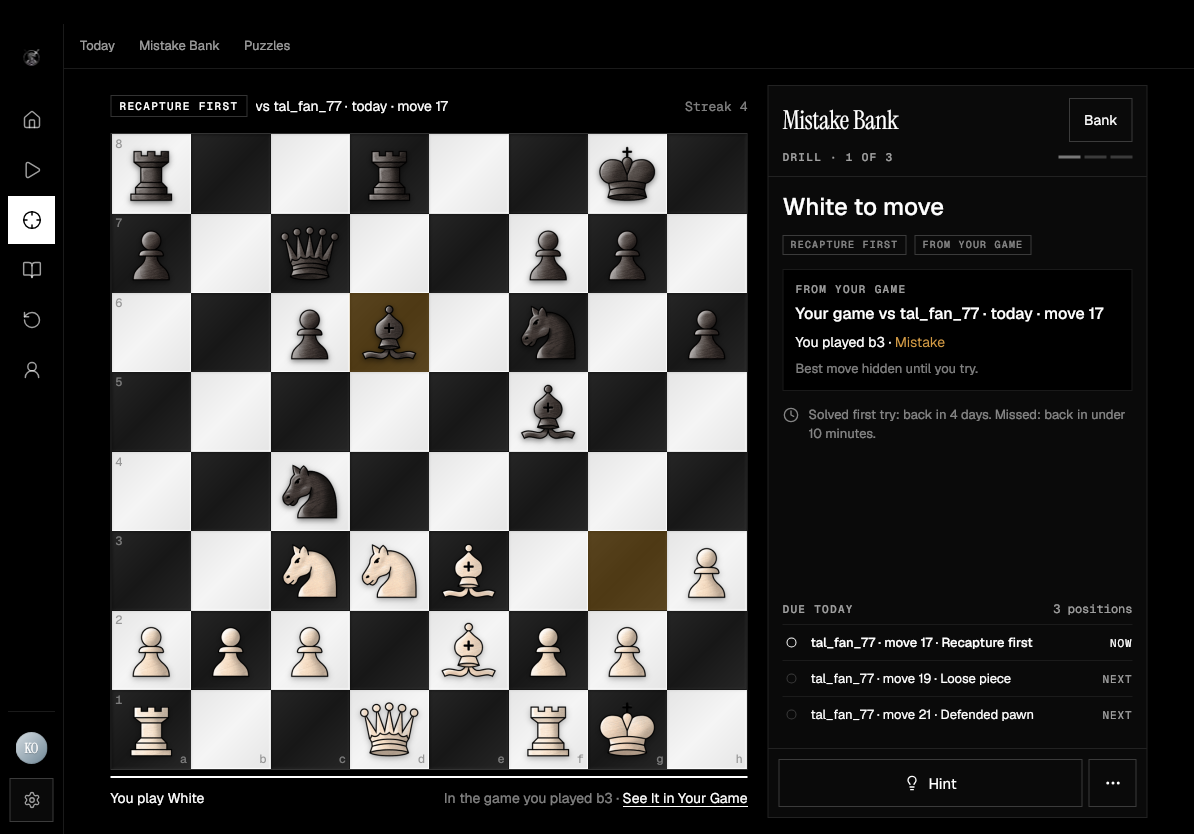 Today Mistake Bank Puzzles
RECAPTURE FIRST vs tal_fan_77 · today · move 17 Streak 4
8
7
6
5
4
3
2
1
a b c d e f g h
You play White In the game you played b3 · See It in Your Game
KO
Mistake Bank Bank
DRILL · 1 OF 3
White to move
RECAPTURE FIRST FROM YOUR GAME
FROM YOUR GAME
Your game vs tal_fan_77 · today · move 17
You played b3 · Mistake
Best move hidden until you try.
Solved first try: back in 4 days. Missed: back in under
10 minutes.
DUE TODAY 3 positions
tal_fan_77 · move 17 · Recapture first NOW
tal_fan_77 · move 19 · Loose piece NEXT
tal_fan_77 · move 21 · Defended pawn NEXT
Hint